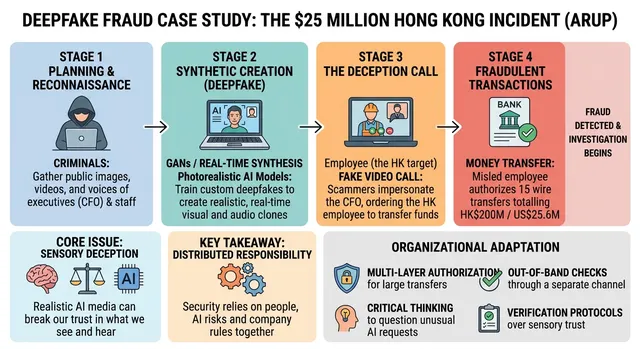 DEEPFAKE FRAUD CASE STUDY: THE $25 MILLION HONG KONG INCIDENT (ARUP)
STAGE 1
PLANNING &
RECONNAISSANCE
CRIMINALS:
Gather public images,
videos, and voices of
executives (CFO) & staff
STAGE 2
SYNTHETIC CREATION
(DEEPFAKE)
AI
GANs / REAL-TIME SYNTHESIS
Photorealistic AI Models:
Train custom deepfakes to
create realistic, real-time
visual and audio clones
STAGE 3
THE DECEPTION CALL
Employee (the HK target)
FAKE VIDEO CALL:
Scammers impersonate
the CFO, ordering the HK
employee to transfer funds
STAGE 4
FRAUDULENT
TRANSACTIONS
BANK
MONEY TRANSFER:
Misled employee
authorizes 15 wire
transfers totalling
HK$200M / US$25.6M
FRAUD
DETECTED &
INVESTIGATION
BEGINS
CORE ISSUE:
SENSORY DECEPTION
AI
Realistic AI media can
break our trust in what we
see and hear
KEY TAKEAWAY:
DISTRIBUTED RESPONSIBILITY
Security relies on people,
AI risks and company
rules together
ORGANIZATIONAL ADAPTATION
MULTI-LAYER AUTHORIZATION
for large transfers
OUT-OF-BAND CHECKS
through a separate channel
CRITICAL THINKING
to question unusual
AI requests
VERIFICATION PROTOCOLS
over sensory trust